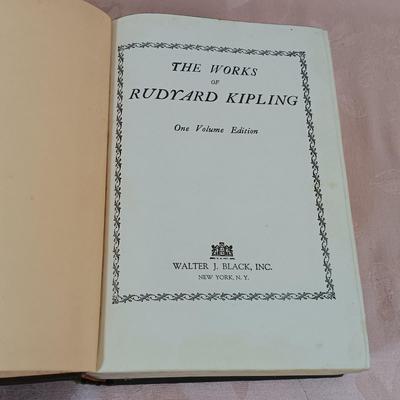 THE WORKS
OF
RUDYARD KIPLING
One Volume Edition
WALTER J. BLACK, INC.
NEW YORK, N. Y.